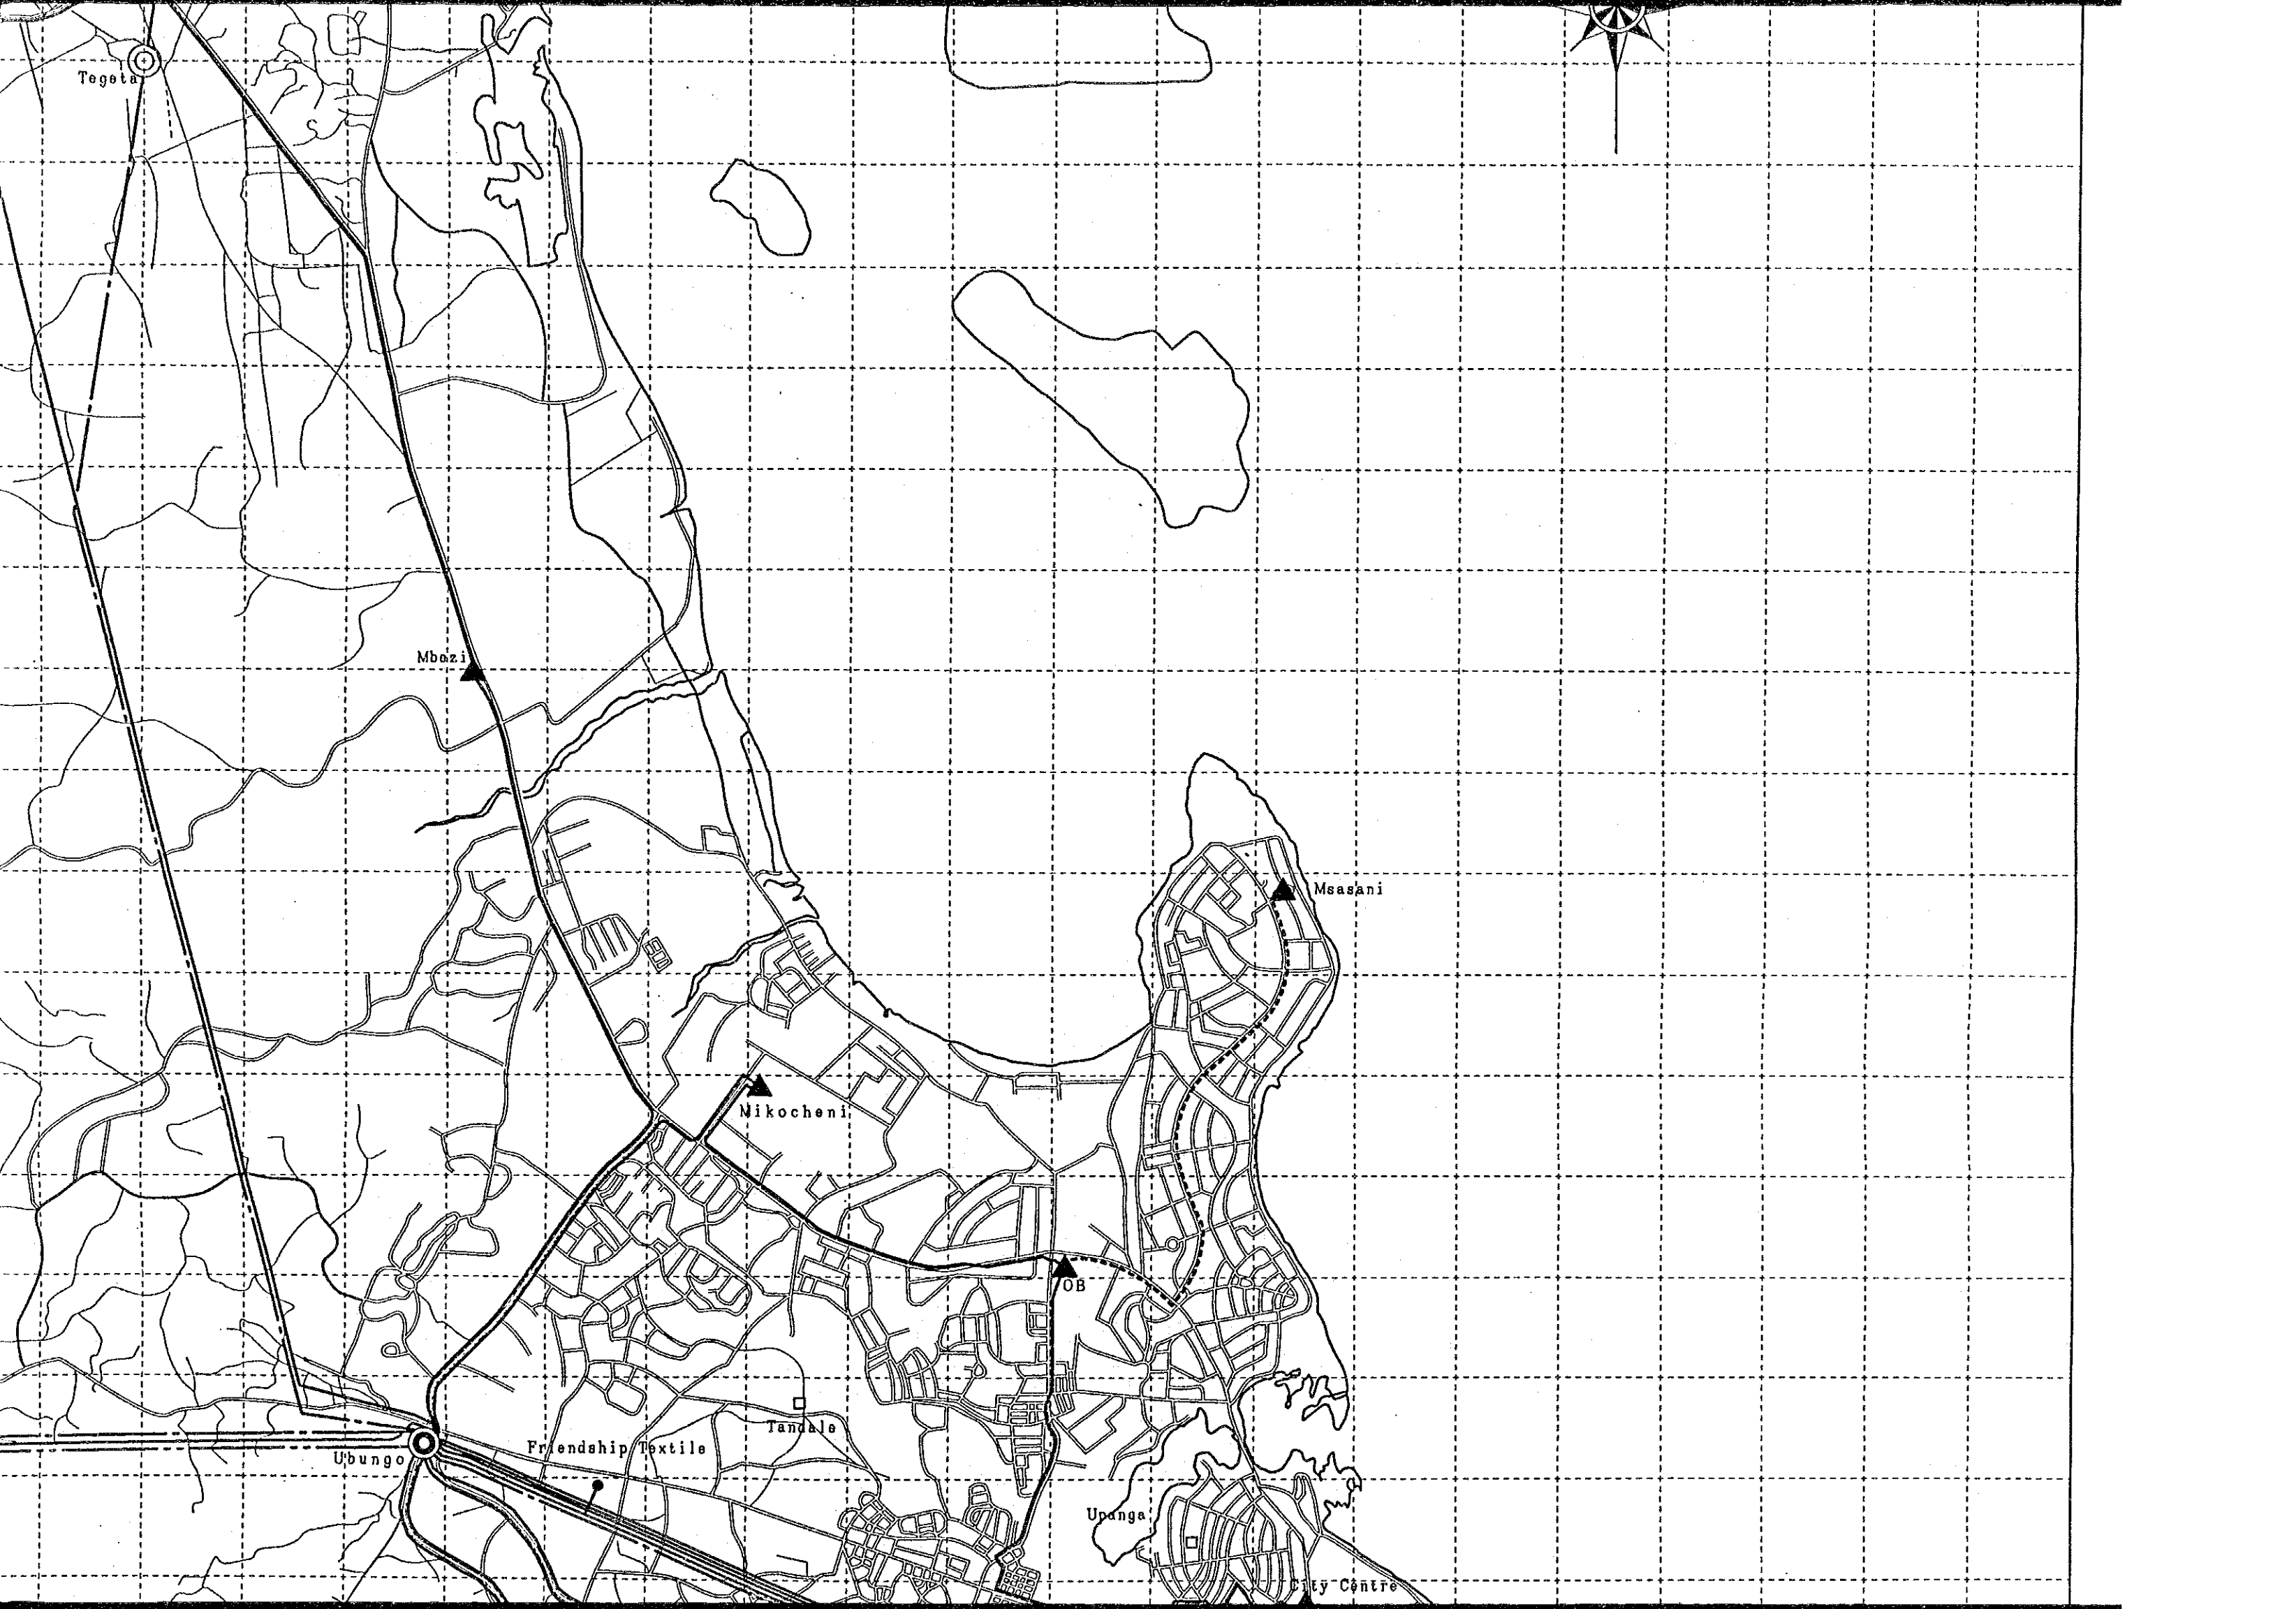 Tegeta
Mbezi
Msasani
Mikocheni
OB
Tandale
Friendship Textile
Ubungo
Upanga
City Centre